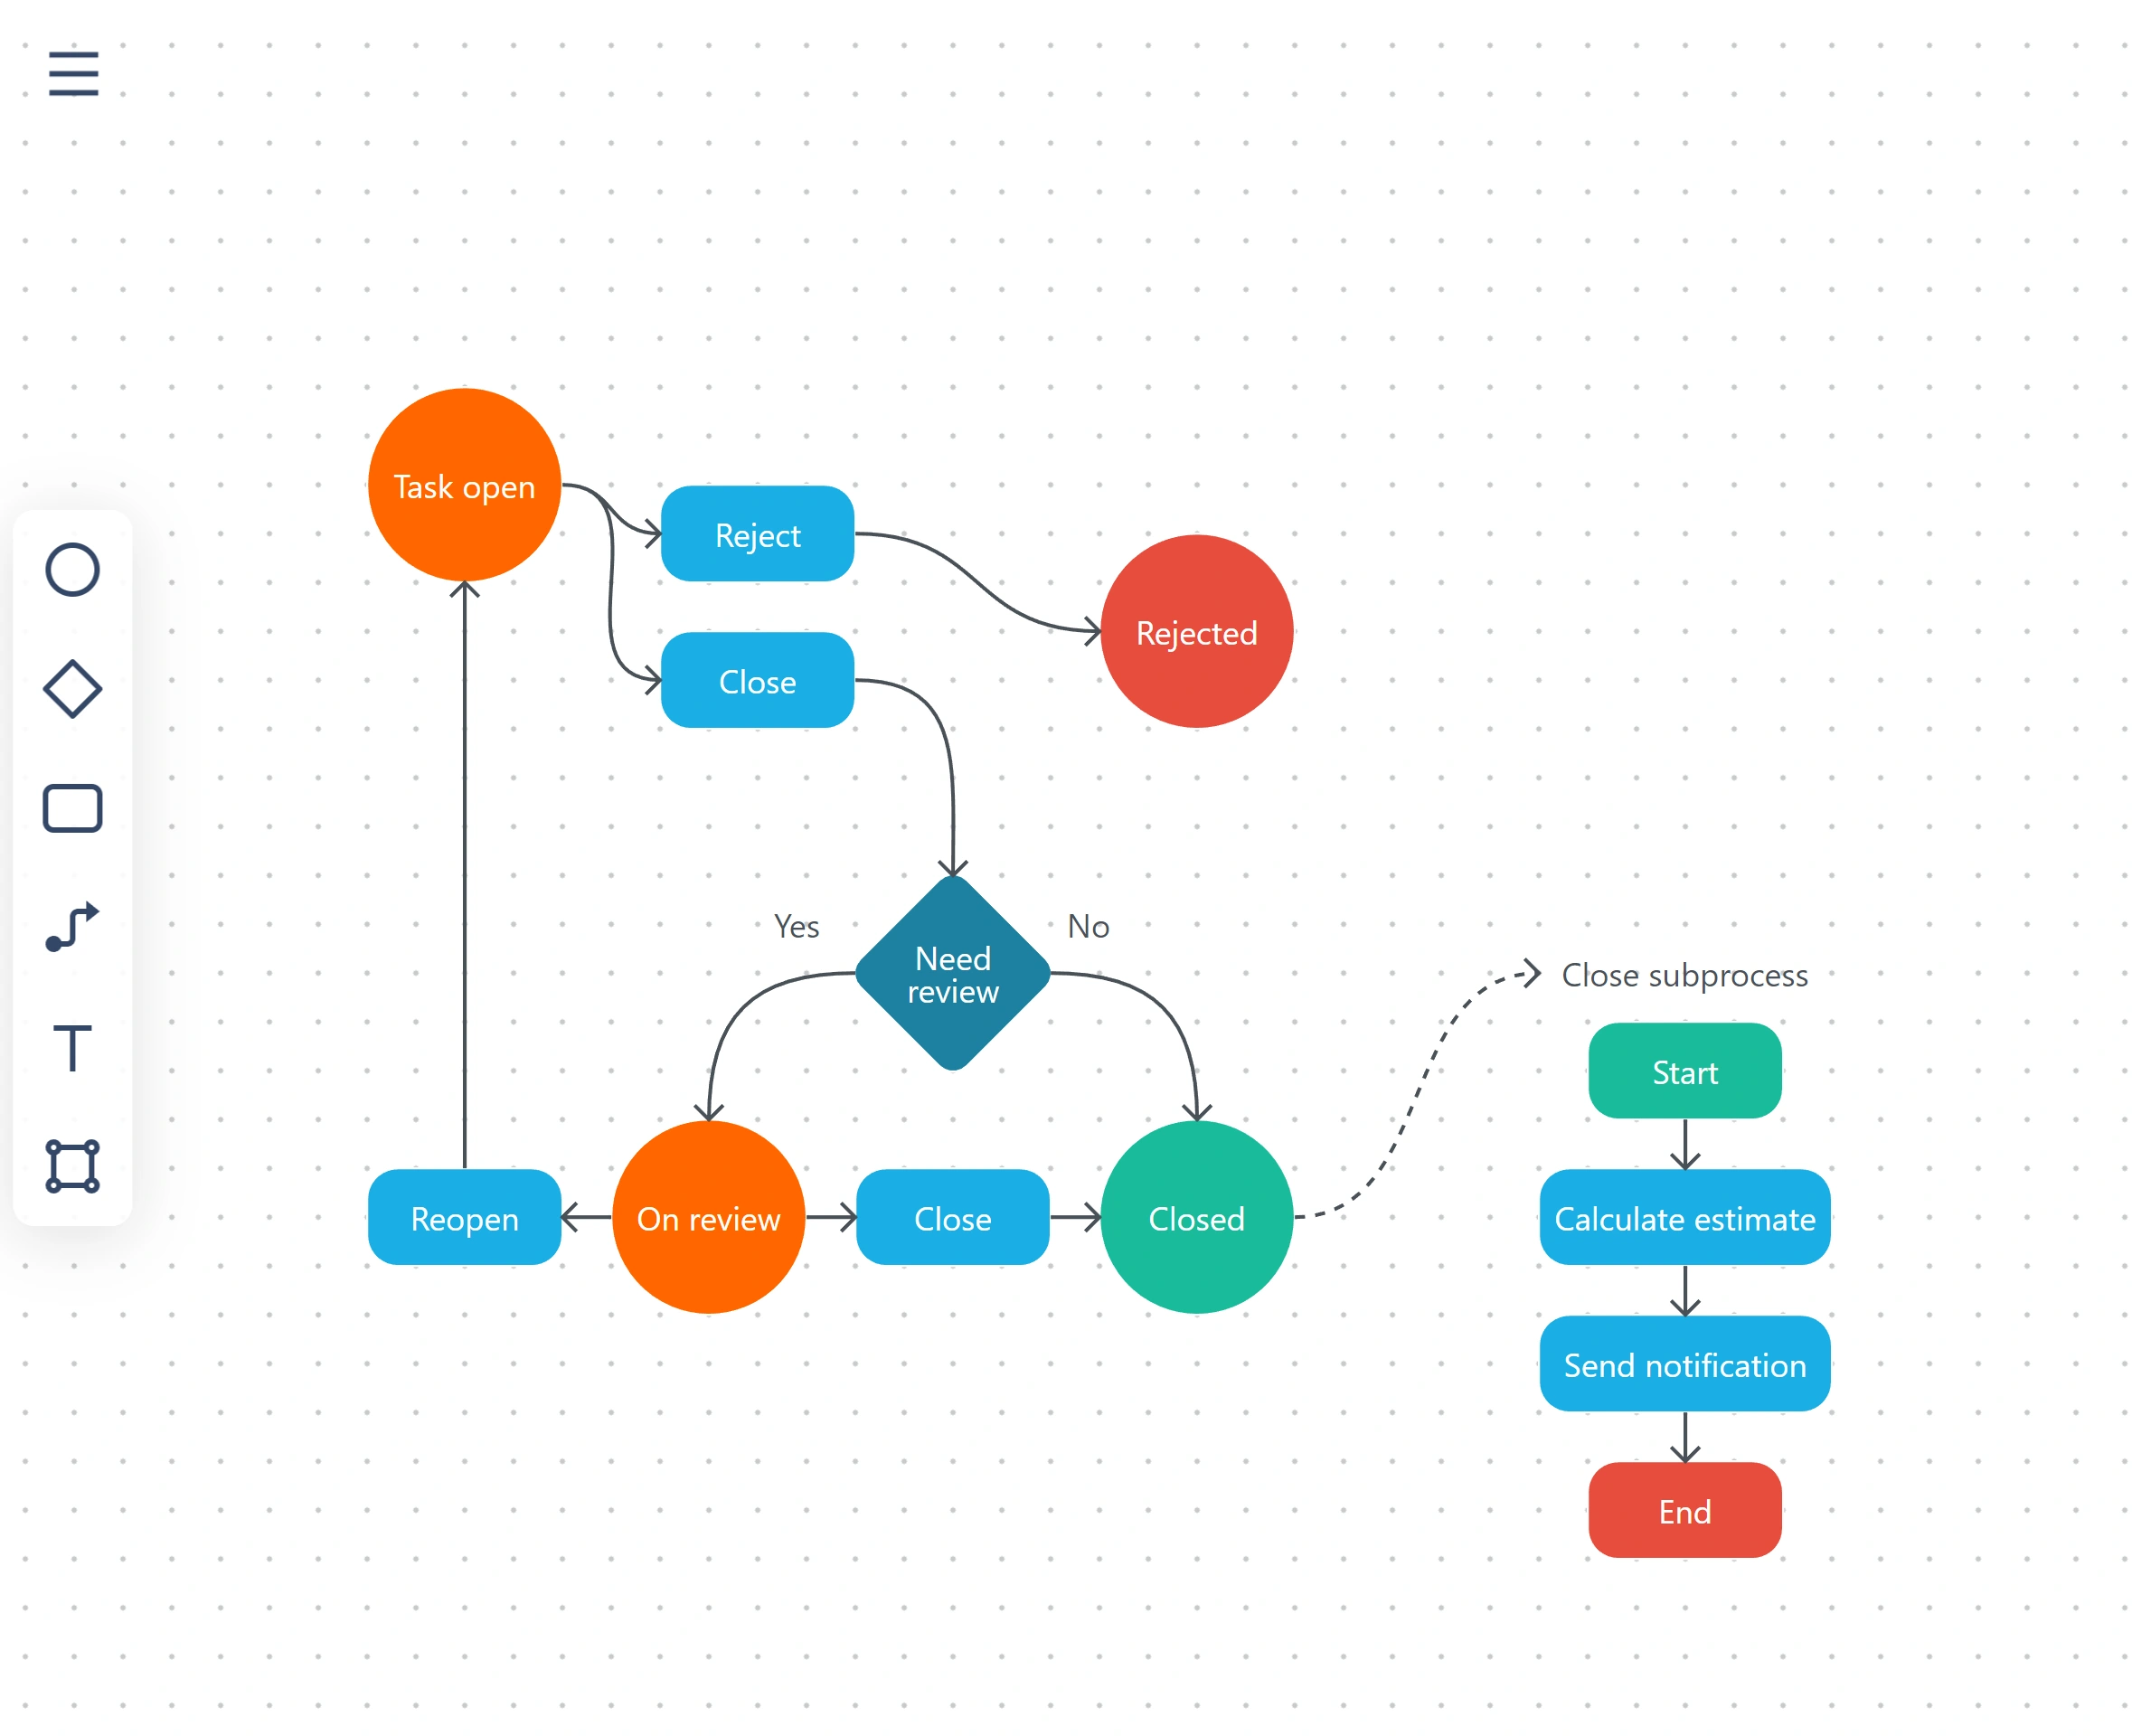 Task open
Reject
Rejected
Close
Yes
No
Need
review
Close subprocess
Start
Reopen
On review
Close
Closed
Calculate estimate
Send notification
End